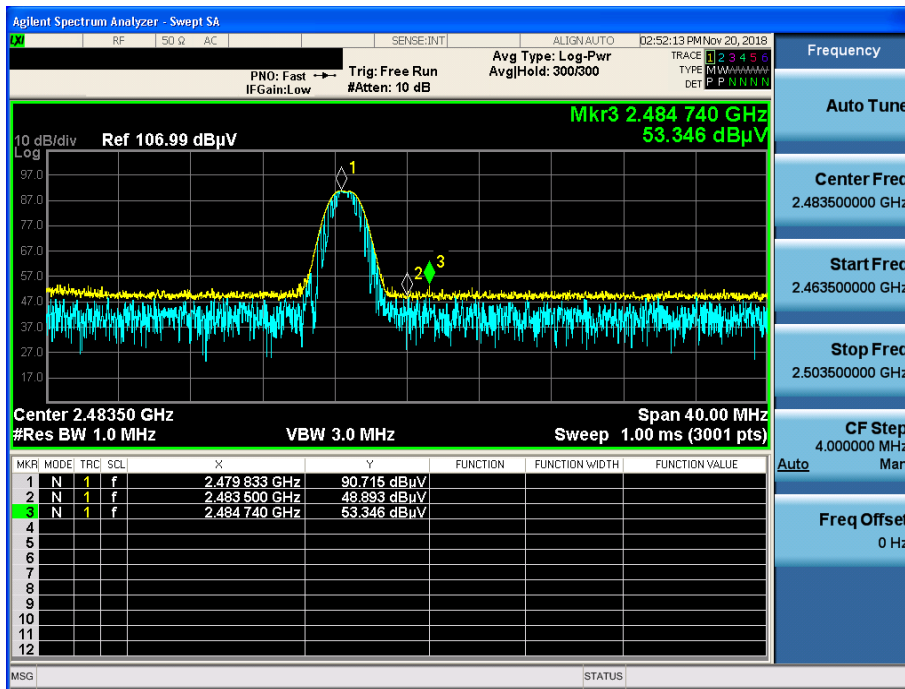 Agilent Spectrum Analyzer - Swept SA
LXI RF 50 Ω AC SENSE:INT ALIGN AUTO 02:52:13 PM Nov 20, 2018
PNO: Fast Trig: Free Run Avg Type: Log-Pwr TRACE 1 2 3 4 5 6
IFGain:Low #Atten: 10 dB Avg|Hold: 300/300 TYPE MWWWWW
DET P P N N N N
Mkr3 2.484 740 GHz
53.346 dBµV
10 dB/div Ref 106.99 dBµV
Log
97.0
87.0
77.0
67.0
57.0
47.0
37.0
27.0
17.0
1
2
3
Center 2.48350 GHz Span 40.00 MHz
#Res BW 1.0 MHz VBW 3.0 MHz Sweep 1.00 ms (3001 pts)
MKR MODE TRC SCL X Y FUNCTION FUNCTION WIDTH FUNCTION VALUE
1 N 1 f 2.479 833 GHz 90.715 dBµV
2 N 1 f 2.483 500 GHz 48.893 dBµV
3 N 1 f 2.484 740 GHz 53.346 dBµV
4
5
6
7
8
9
10
11
12
MSG STATUS
Frequency
Auto Tune
Center Freq
2.483500000 GHz
Start Freq
2.463500000 GHz
Stop Freq
2.503500000 GHz
CF Step
4.000000 MHz
Auto Man
Freq Offset
0 Hz